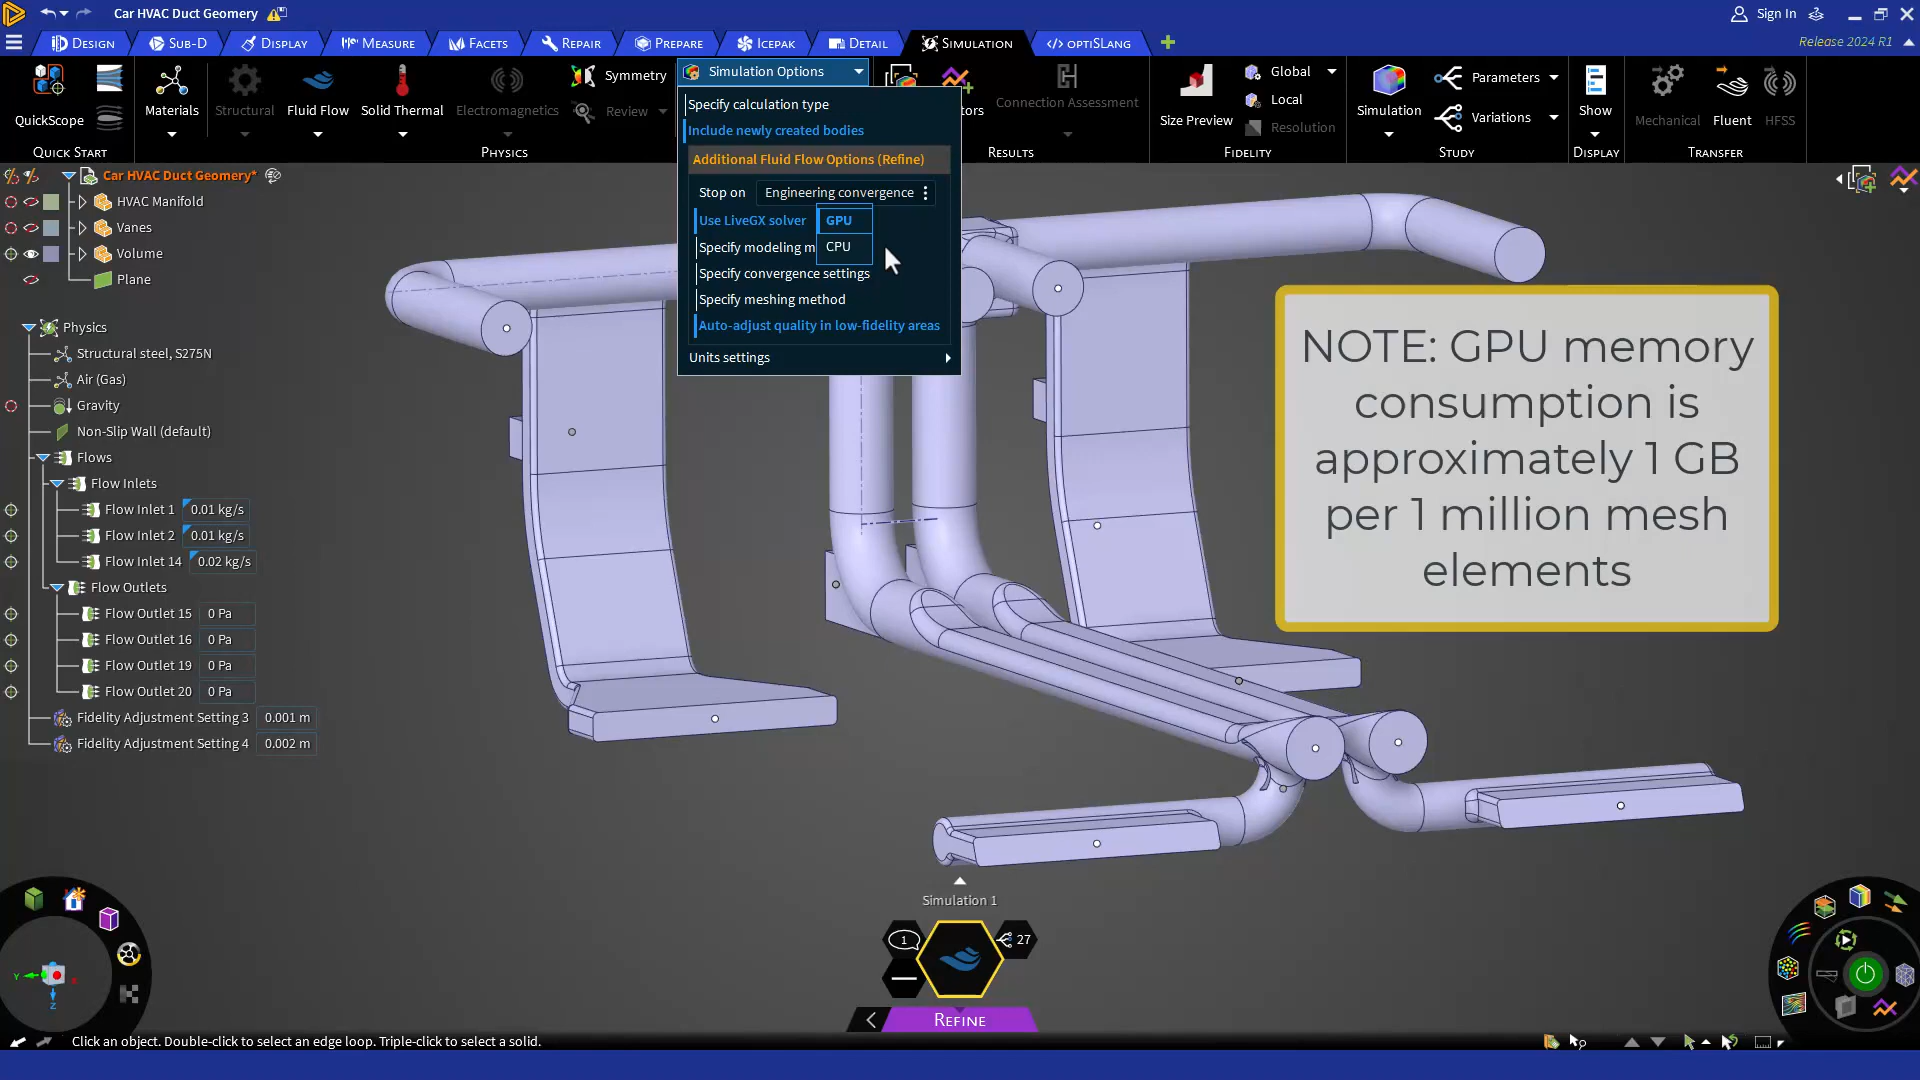 Car HVAC Duct Geometry
Sign In
Design
Sub-D
Display
Measure
Facets
Repair
Prepare
Icepak
Detail
Simulation
optiSLang
Release 2024 R1
QuickScope
Quick Start
Materials
Structural
Fluid Flow
Solid Thermal
Electromagnetics
Symmetry
Review
Physics
Simulation Options
Specify calculation type
Include newly created bodies
Additional Fluid Flow Options (Refine)
Stop on
Engineering convergence
Use LiveGX solver
GPU
Specify modeling m
CPU
Specify convergence settings
Specify meshing method
Auto-adjust quality in low-fidelity areas
Units settings
tors
Connection Assessment
Results
Size Preview
Global
Local
Resolution
Fidelity
Simulation
Parameters
Variations
Study
Show
Display
Mechanical
Fluent
HFSS
Transfer
Car HVAC Duct Geometry*
HVAC Manifold
Vanes
Volume
Plane
Physics
Structural steel, S275N
Air (Gas)
Gravity
Non-Slip Wall (default)
Flows
Flow Inlets
Flow Inlet 1 0.01 kg/s
Flow Inlet 2 0.01 kg/s
Flow Inlet 14 0.02 kg/s
Flow Outlets
Flow Outlet 15 0 Pa
Flow Outlet 16 0 Pa
Flow Outlet 19 0 Pa
Flow Outlet 20 0 Pa
Fidelity Adjustment Setting 3 0.001 m
Fidelity Adjustment Setting 4 0.002 m
NOTE: GPU memory
consumption is
approximately 1 GB
per 1 million mesh
elements
Simulation 1
1
27
Refine
Y
X
Z
Click an object. Double-click to select an edge loop. Triple-click to select a solid.